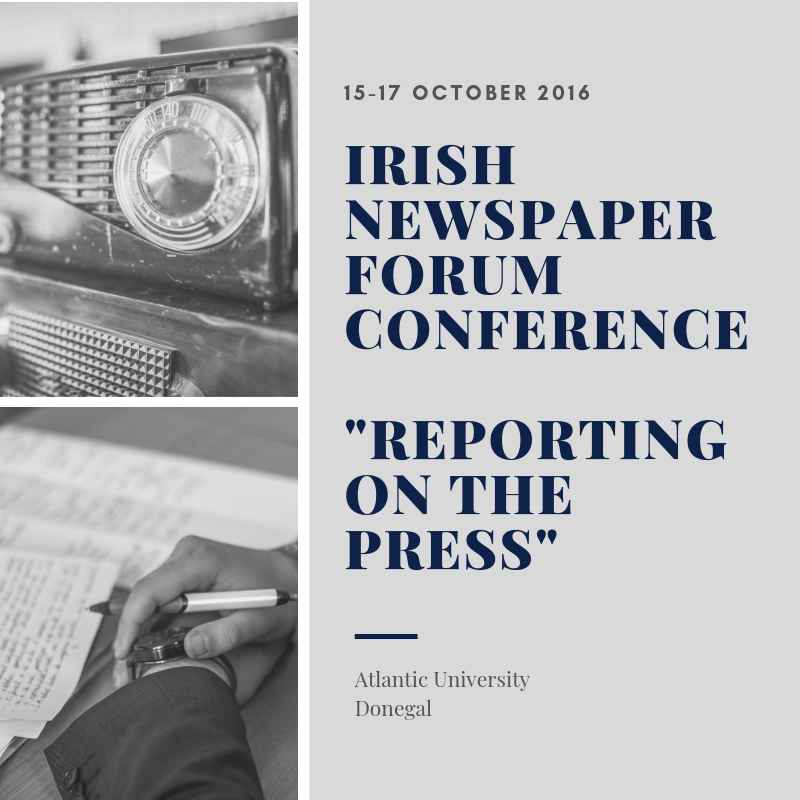 15-17 OCTOBER 2016
IRISH
NEWSPAPER
FORUM
CONFERENCE
"REPORTING
ON THE
PRESS"
Atlantic University
Donegal